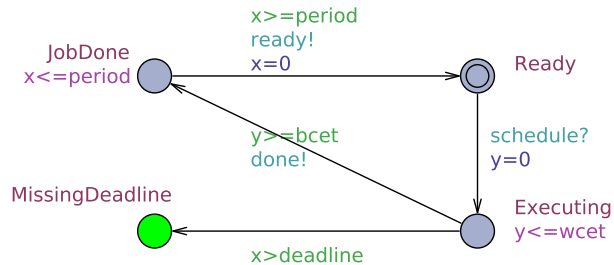 x>=period
ready!
x=0
JobDone
x<=period
Ready
y>=bcet
done!
schedule?
y=0
MissingDeadline
Executing
y<=wcet
x>deadline